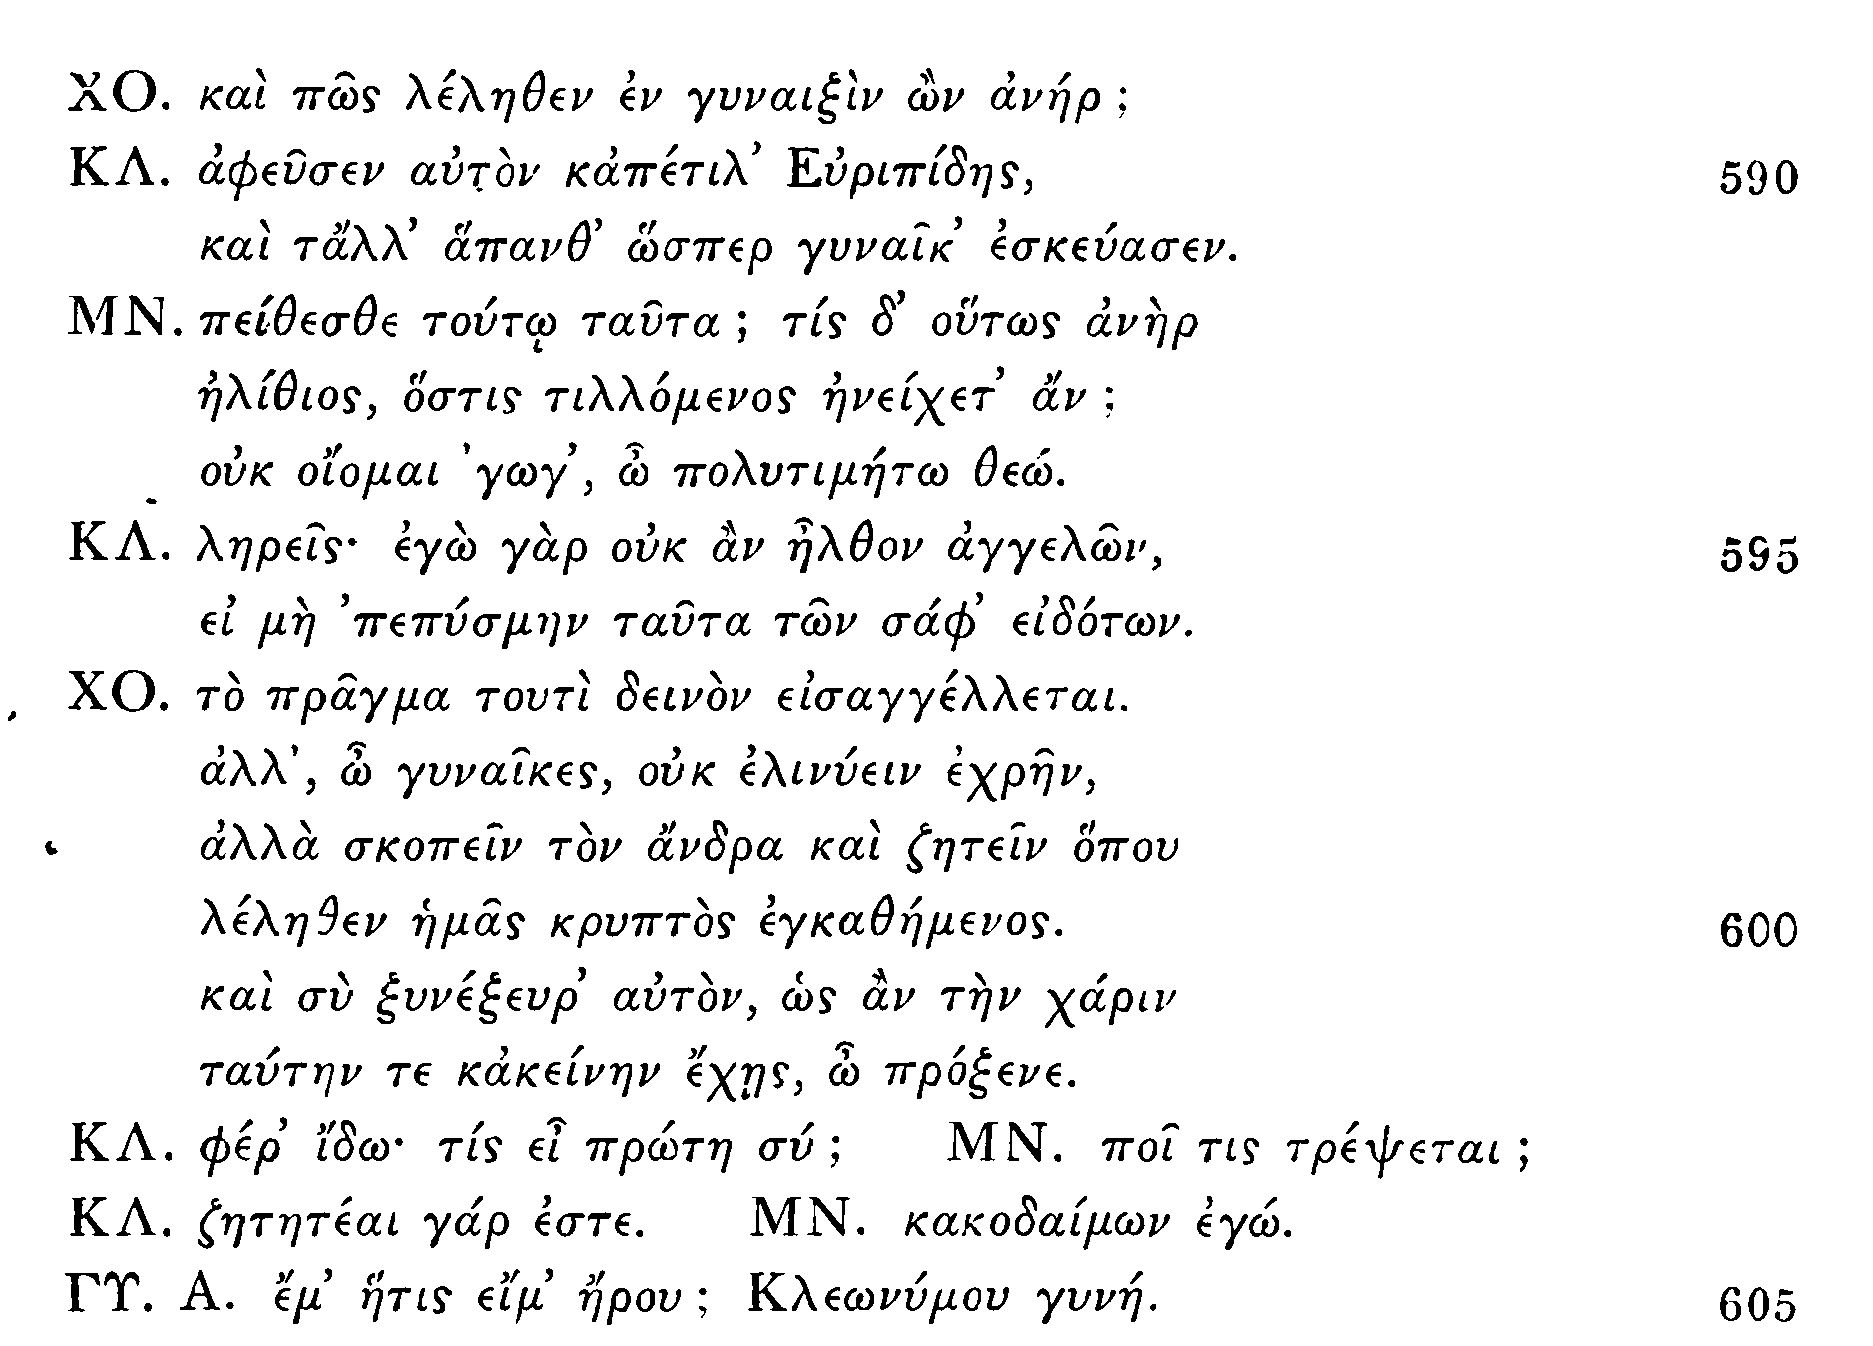 ΧΟ. καὶ πῶς λέληθεν ἐν γυναιξὶν ὢν ἀνήρ;
ΚΛ. ἀφεῦσεν αὐτὸν κἀπέτιλ’ Εὐριπίδης, 590
καὶ τἄλλ’ ἅπανθ’ ὥσπερ γυναῖκ’ ἐσκεύασεν.
ΜΝ. πείθεσθε τούτῳ ταῦτα; τίς δ’ οὕτως ἀνὴρ
ἠλίθιος, ὅστις τιλλόμενος ἠνείχετ’ ἄν;
οὐκ οἴομαι ’γωγ’, ὦ πολυτιμήτω θεώ.
ΚΛ. ληρεῖς· ἐγὼ γὰρ οὐκ ἂν ἦλθον ἀγγελῶν, 595
εἰ μὴ ’πεπύσμην ταῦτα τῶν σάφ’ εἰδότων.
ΧΟ. τὸ πρᾶγμα τουτὶ δεινὸν εἰσαγγέλλεται.
ἀλλ’, ὦ γυναῖκες, οὐκ ἐλινύειν ἐχρῆν,
ἀλλὰ σκοπεῖν τὸν ἄνδρα καὶ ζητεῖν ὅπου
λέληθεν ἡμᾶς κρυπτὸς ἐγκαθήμενος. 600
καὶ σὺ ξυνέξευρ’ αὐτὸν, ὡς ἂν τὴν χάριν
ταύτην τε κἀκείνην ἔχῃς, ὦ πρόξενε.
ΚΛ. φέρ’ ἴδω· τίς εἶ πρώτη σύ; ΜΝ. ποῖ τις τρέψεται;
ΚΛ. ζητητέαι γάρ ἐστε. ΜΝ. κακοδαίμων ἐγώ.
ΓΥ. Α. ἔμ’ ἥτις εἴμ’ ἤρου; Κλεωνύμου γυνή. 605